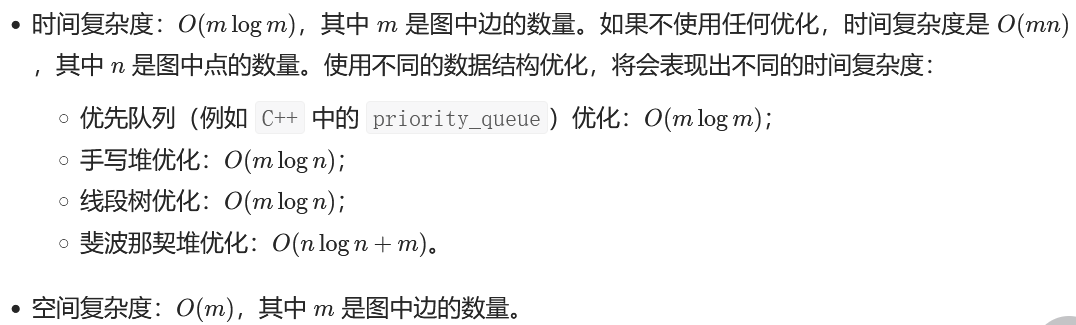 • 时间复杂度：O(m log m)，其中 m 是图中边的数量。如果不使用任何优化，时间复杂度是 O(mn)
，其中 n 是图中点的数量。使用不同的数据结构优化，将会表现出不同的时间复杂度：
○ 优先队列（例如 C++ 中的 priority_queue）优化：O(m log m)；
○ 手写堆优化：O(m log n)；
○ 线段树优化：O(m log n)；
○ 斐波那契堆优化：O(n log n + m)。
• 空间复杂度：O(m)，其中 m 是图中边的数量。